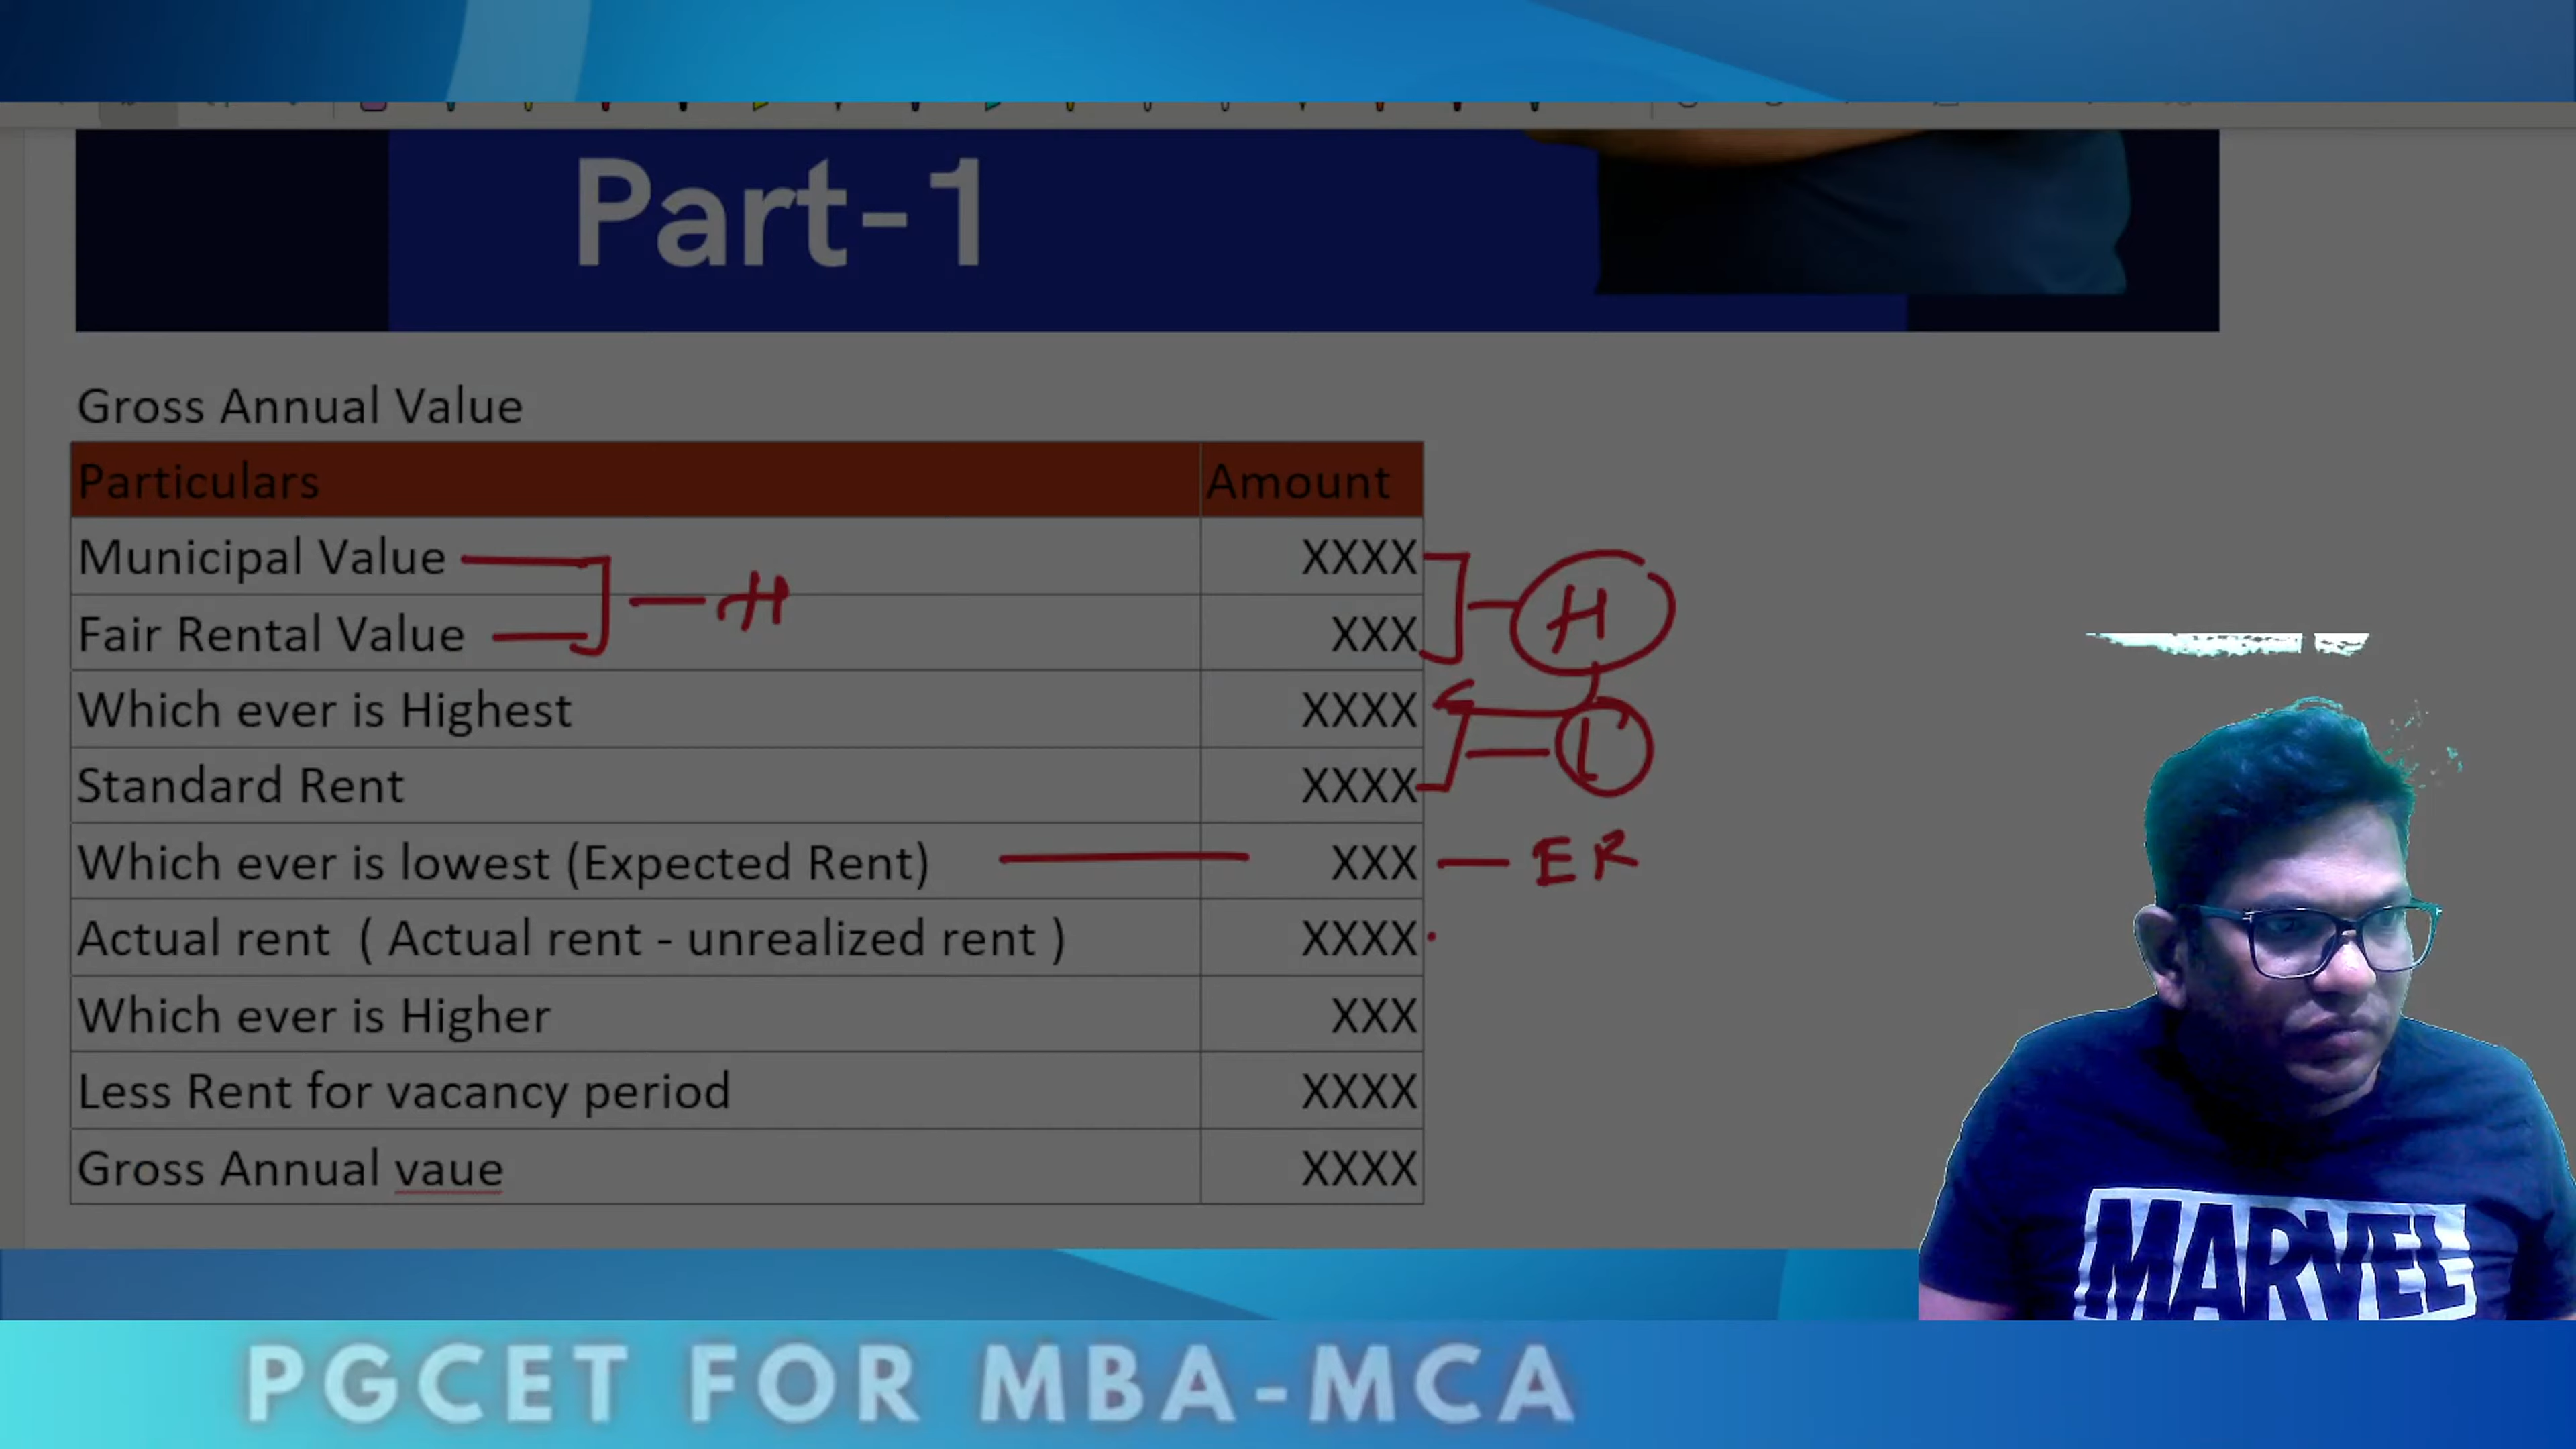 Part-1
Gross Annual Value
Particulars Amount
Municipal Value XXXX
H H
Fair Rental Value XXX
Which ever is Highest XXXX
L
Standard Rent XXXX
Which ever is lowest (Expected Rent) XXX ER
Actual rent ( Actual rent - unrealized rent ) XXXX
Which ever is Higher XXX
Less Rent for vacancy period XXXX
Gross Annual vaue XXXX
MARVEL
PGCET FOR MBA-MCA